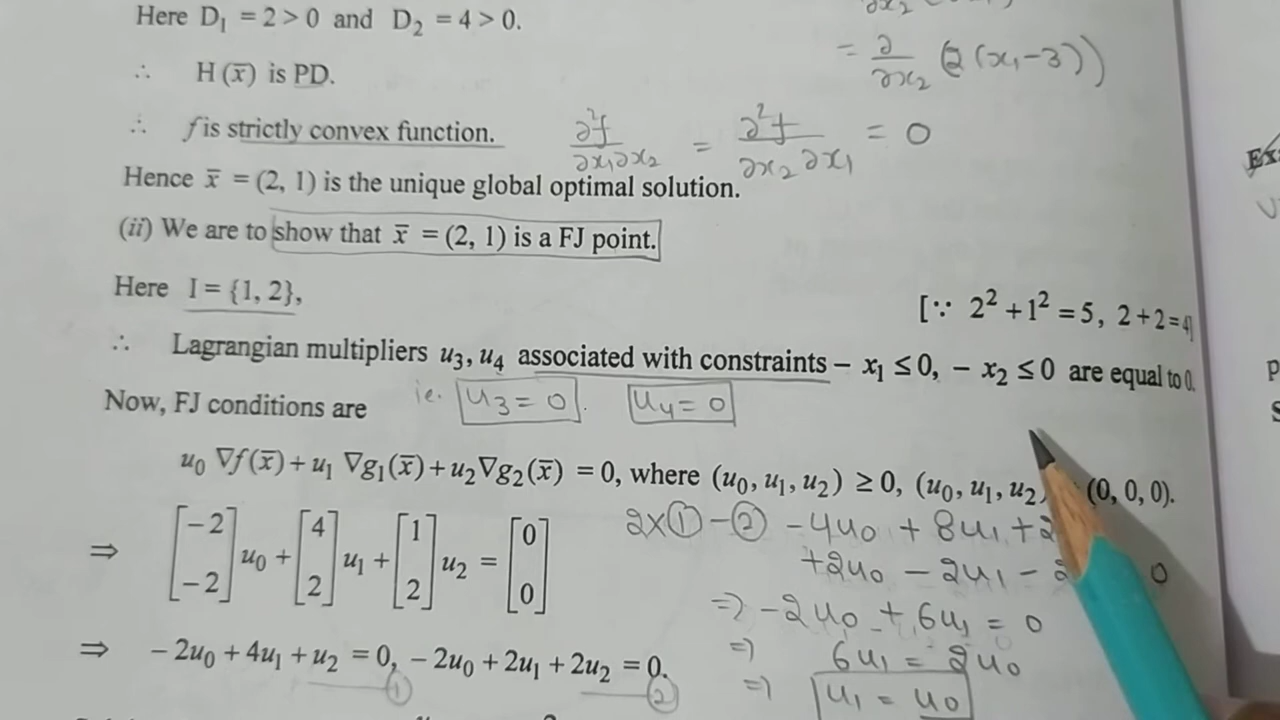 Here D₁ = 2 > 0 and D₂ = 4 > 0.
= ∂/∂x₂ (2(x₁-3))
∴ H(x̄) is PD.
∴ f is strictly convex function.
∂²f/∂x₁∂x₂ = ∂²f/∂x₂∂x₁ = 0
Hence x̄ = (2, 1) is the unique global optimal solution.
(ii) We are to show that x̄ = (2, 1) is a FJ point.
Here I = {1, 2},
[∵ 2² + 1² = 5, 2 + 2 = 4]
∴ Lagrangian multipliers u₃, u₄ associated with constraints – x₁ ≤ 0, – x₂ ≤ 0 are equal to 0.
i.e. u₃ = 0. u₄ = 0
Now, FJ conditions are
u₀ ∇f(x̄) + u₁ ∇g₁(x̄) + u₂∇g₂(x̄) = 0, where (u₀, u₁, u₂) ≥ 0, (u₀, u₁, u₂) (0, 0, 0).
2×① - ② -4u₀ + 8u₁ + 2
⇒ [-2 -2] u₀ + [4 2] u₁ + [1 2] u₂ = [0 0]
+2u₀ - 2u₁ - 2 0
⇒ -2u₀ + 6u₁ = 0
⇒ – 2u₀ + 4u₁ + u₂ = 0, – 2u₀ + 2u₁ + 2u₂ = 0.
① ②
⇒ 6u₁ = 2u₀
⇒ u₁ = u₀